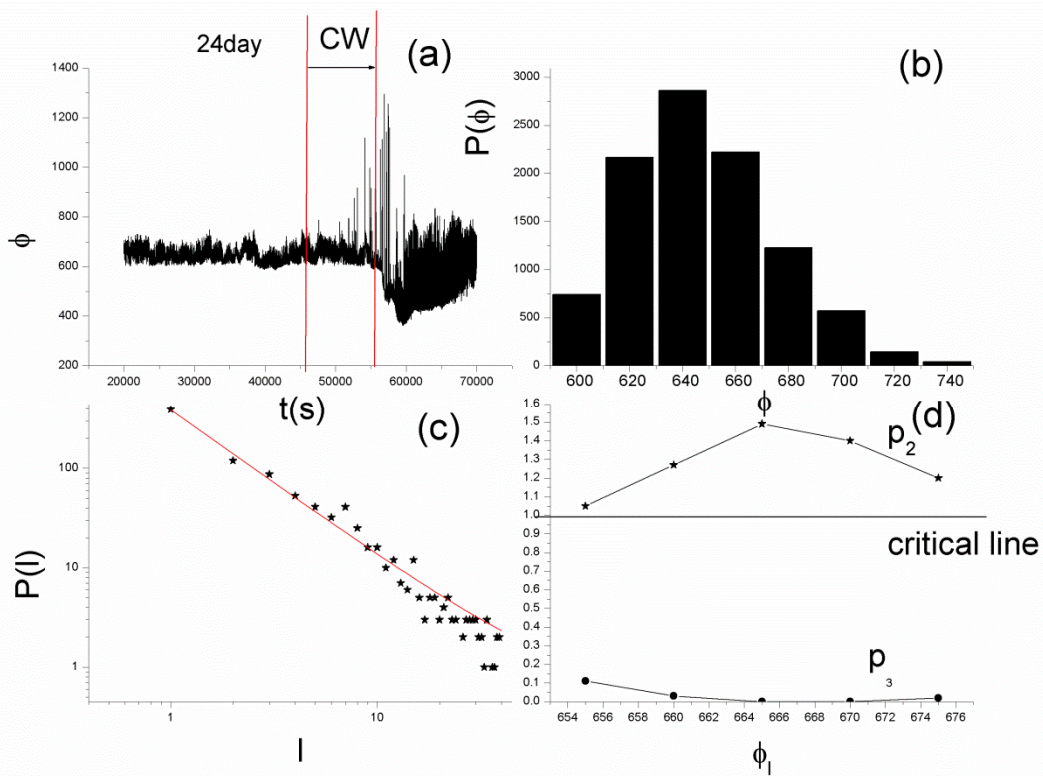 24day
CW
(a)
1400
1200
1000
800
600
400
200
ϕ
20000 30000 40000 50000 60000 70000
t(s)
(b)
3000
2500
2000
1500
1000
500
0
P(ϕ)
600 620 640 660 680 700 720 740
ϕ
(c)
100
10
1
P(l)
1 10
l
(d)
1.6
1.5
1.4
1.3
1.2
1.1
1.0
p₂
critical line
0.9
0.8
0.7
0.6
0.5
0.4
0.3
0.2
0.1
0.0
p₃
654 656 658 660 662 664 666 668 670 672 674 676
ϕₗ